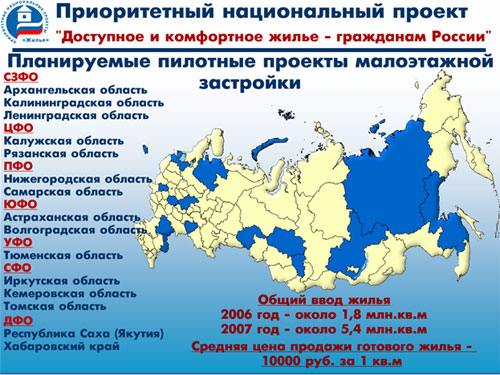 Приоритетный национальный проект
"Доступное и комфортное жилье - гражданам России"
«Жилье»
Планируемые пилотные проекты малоэтажной
застройки
СЗФО
Архангельская область
Калининградская область
Ленинградская область
ЦФО
Калужская область
Рязанская область
ПФО
Нижегородская область
Самарская область
ЮФО
Астраханская область
Волгоградская область
УФО
Тюменская область
СФО
Иркутская область
Кемеровская область
Томская область
ДФО
Республика Саха (Якутия)
Хабаровский край
Общий ввод жилья
2006 год - около 1,8 млн.кв.м
2007 год - около 5,4 млн.кв.м
Средняя цена продажи готового жилья -
10000 руб. за 1 кв.м